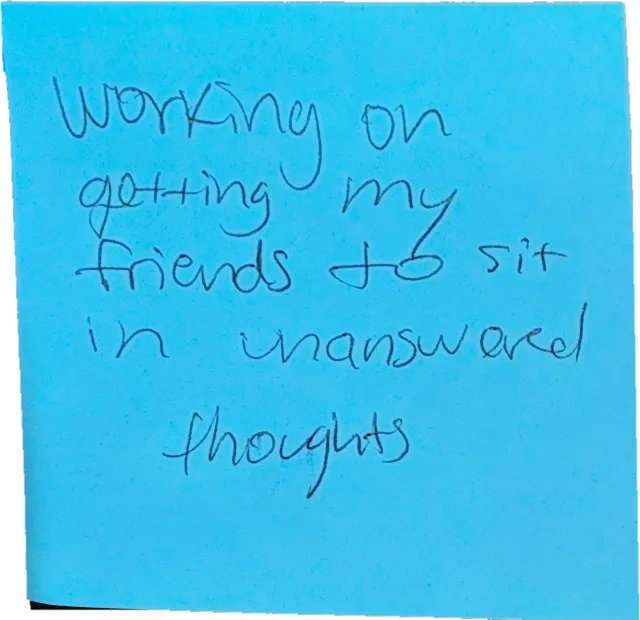 working on
getting my
friends to sit
in unanswered
thoughts